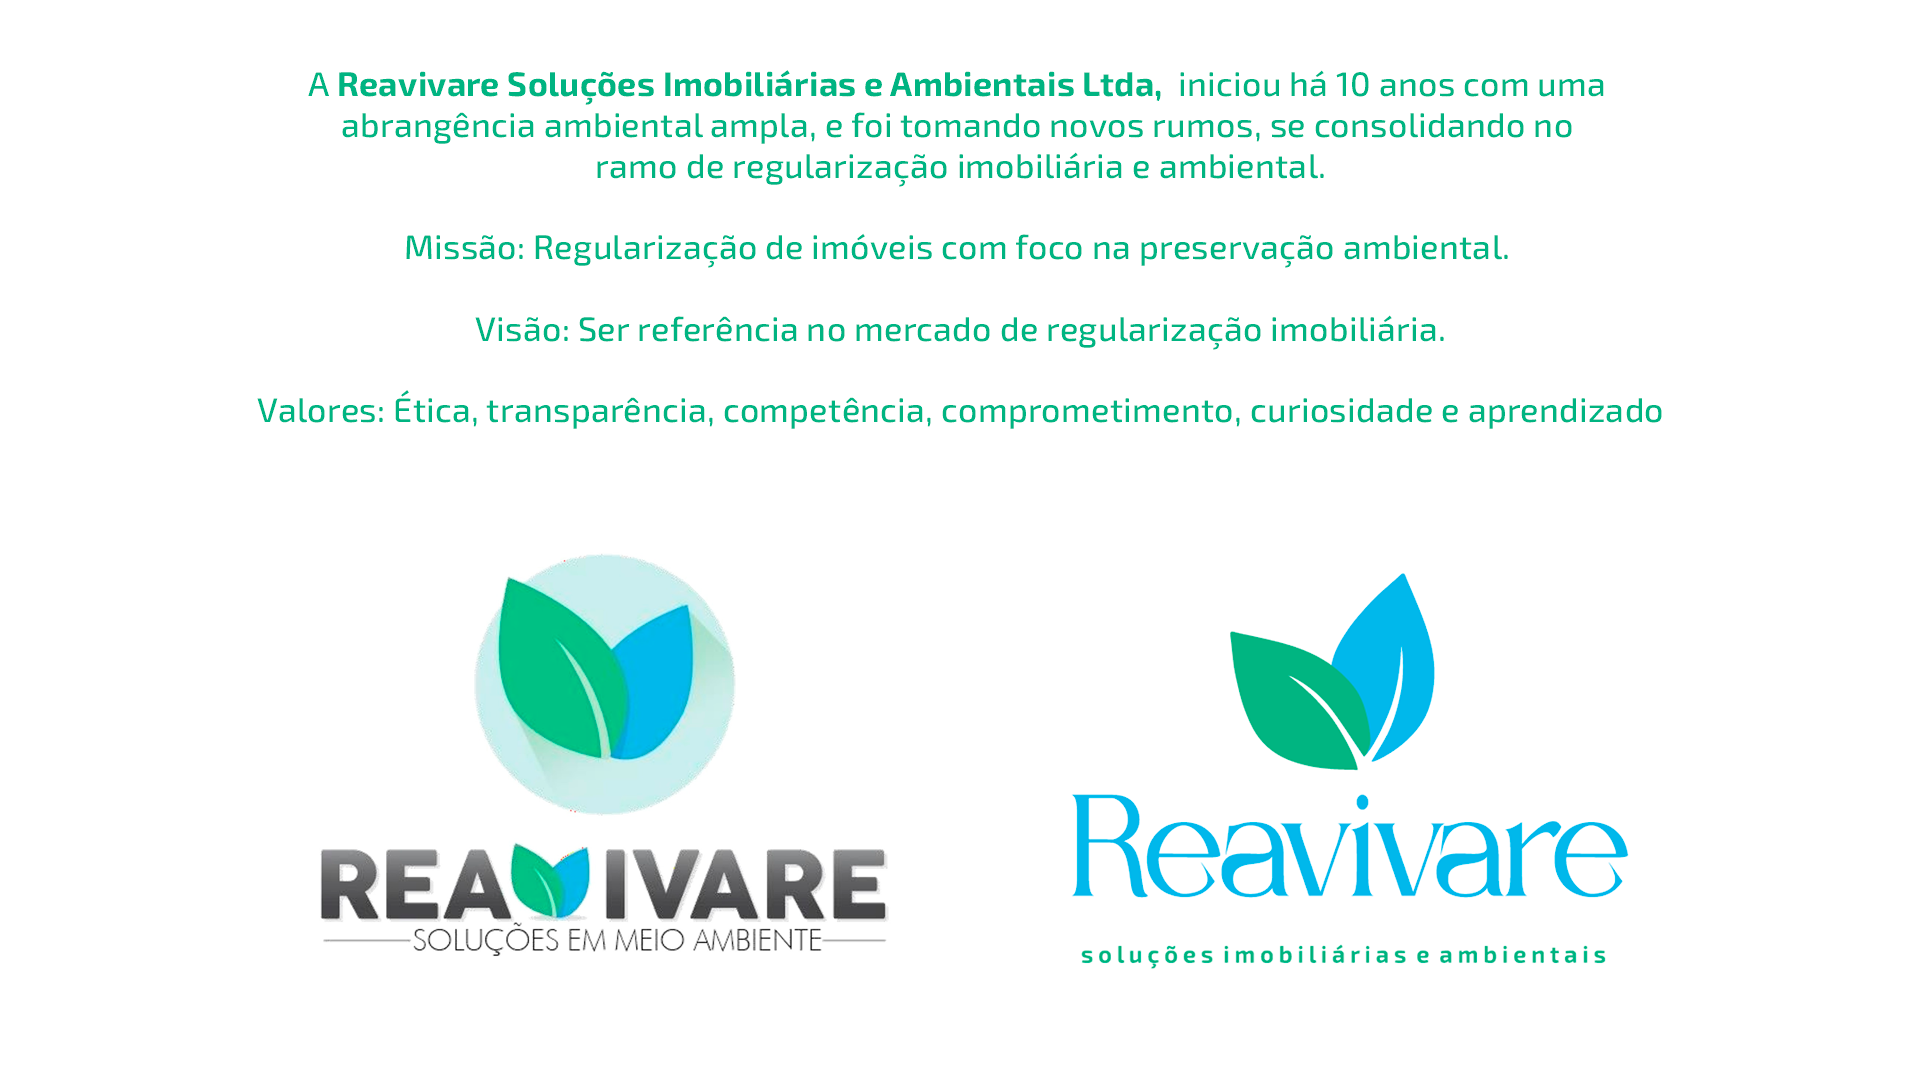 A Reavivare Soluções Imobiliárias e Ambientais Ltda, iniciou há 10 anos com uma
abrangência ambiental ampla, e foi tomando novos rumos, se consolidando no
ramo de regularização imobiliária e ambiental.
Missão: Regularização de imóveis com foco na preservação ambiental.
Visão: Ser referência no mercado de regularização imobiliária.
Valores: Ética, transparência, competência, comprometimento, curiosidade e aprendizado
REAVIVARE
SOLUÇÕES EM MEIO AMBIENTE
Reavivare
soluções imobiliárias e ambientais